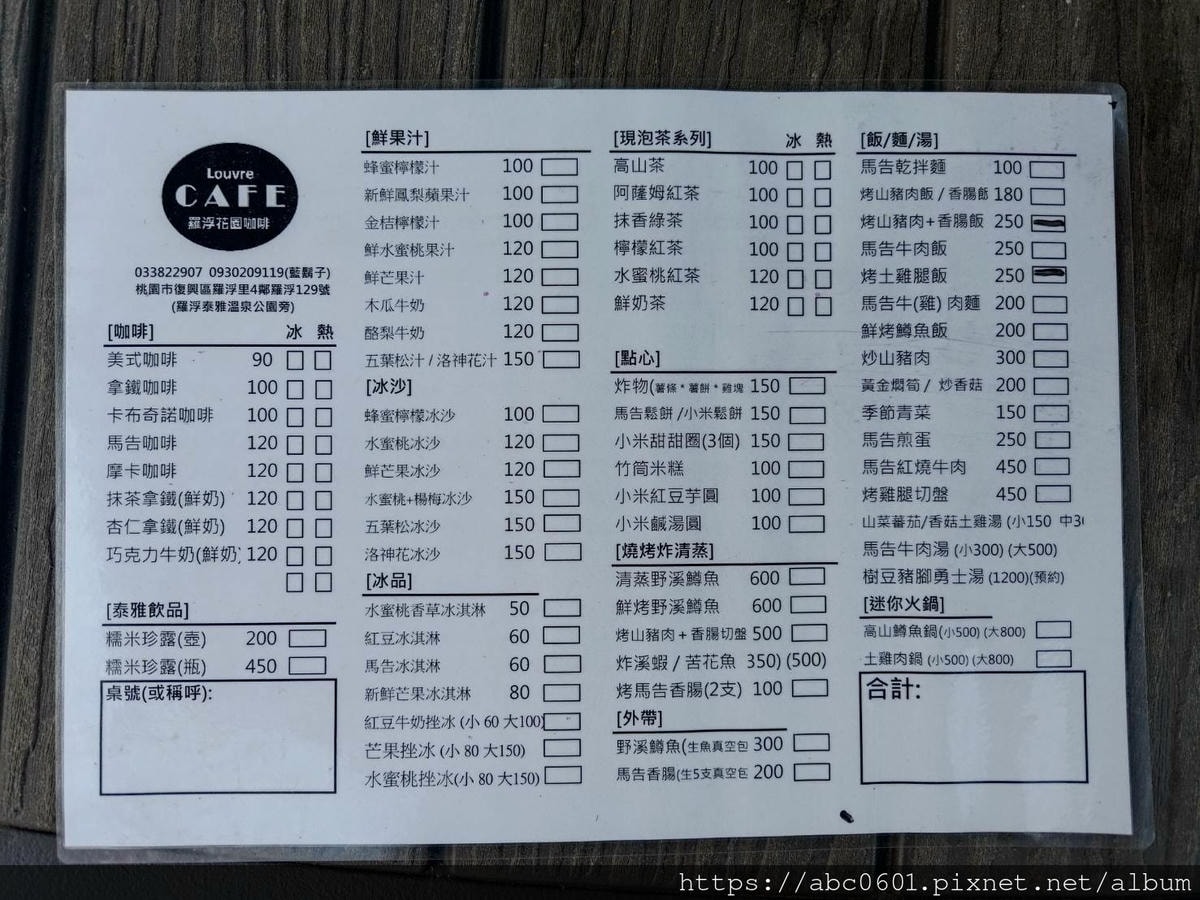 Louvre
CAFE
羅浮花園咖啡
033822907 0930209119(藍鬍子)
桃園市復興區羅浮里4鄰羅浮129號
(羅浮泰雅溫泉公園旁)
[咖啡] 冰 熱
美式咖啡 90
拿鐵咖啡 100
卡布奇諾咖啡 100
馬告咖啡 120
摩卡咖啡 120
抹茶拿鐵(鮮奶) 120
杏仁拿鐵(鮮奶) 120
巧克力牛奶(鮮奶) 120
[泰雅飲品]
糯米珍露(壺) 200
糯米珍露(瓶) 450
桌號(或稱呼):
[鮮果汁]
蜂蜜檸檬汁 100
新鮮鳳梨蘋果汁 100
金桔檸檬汁 100
鮮水蜜桃果汁 120
鮮芒果汁 120
木瓜牛奶 120
酪梨牛奶 120
五葉松汁 / 洛神花汁 150
[冰沙]
蜂蜜檸檬冰沙 100
水蜜桃冰沙 120
鮮芒果冰沙 120
水蜜桃+楊梅冰沙 150
五葉松冰沙 150
洛神花冰沙 150
[冰品]
水蜜桃香草冰淇淋 50
紅豆冰淇淋 60
馬告冰淇淋 60
新鮮芒果冰淇淋 80
紅豆牛奶挫冰 (小 60 大100)
芒果挫冰 (小 80 大150)
水蜜桃挫冰(小 80 大150)
[現泡茶系列] 冰 熱
高山茶 100
阿薩姆紅茶 100
抹香綠茶 100
檸檬紅茶 100
水蜜桃紅茶 120
鮮奶茶 120
[點心]
炸物(薯條 * 薯餅 * 雞塊 150
馬告鬆餅 /小米鬆餅 150
小米甜甜圈(3個) 150
竹筒米糕 100
小米紅豆芋圓 100
小米鹹湯圓 100
[燒烤炸清蒸]
清蒸野溪鱒魚 600
鮮烤野溪鱒魚 600
烤山豬肉 + 香腸切盤 500
炸溪蝦 / 苦花魚 350) (500)
烤馬告香腸(2支) 100
[外帶]
野溪鱒魚(生魚真空包 300
馬告香腸(生5支真空包 200
[飯/麵/湯]
馬告乾拌麵 100
烤山豬肉飯 / 香腸飯 180
烤山豬肉+香腸飯 250
馬告牛肉飯 250
烤土雞腿飯 250
馬告牛(雞) 肉麵 200
鮮烤鱒魚飯 200
炒山豬肉 300
黃金燜筍 / 炒香菇 200
季節青菜 150
馬告煎蛋 250
馬告紅燒牛肉 450
烤雞腿切盤 450
山菜蕃茄/香菇土雞湯 (小150 中30
馬告牛肉湯 (小300) (大500)
樹豆豬腳勇士湯 (1200)(預約)
[迷你火鍋]
高山鱒魚鍋(小500) (大800)
土雞肉鍋 (小500) (大800)
合計:
https://abc0601.pixnet.net/album